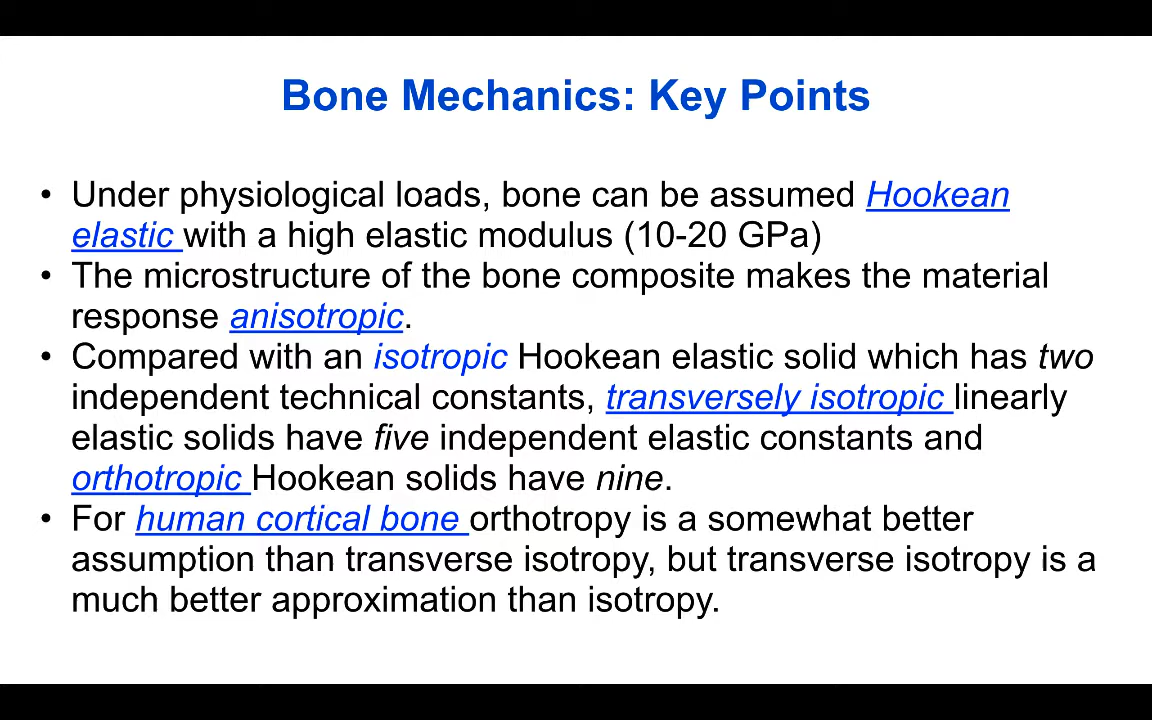 Bone Mechanics: Key Points
• Under physiological loads, bone can be assumed Hookean
elastic with a high elastic modulus (10-20 GPa)
• The microstructure of the bone composite makes the material
response anisotropic.
• Compared with an isotropic Hookean elastic solid which has two
independent technical constants, transversely isotropic linearly
elastic solids have five independent elastic constants and
orthotropic Hookean solids have nine.
• For human cortical bone orthotropy is a somewhat better
assumption than transverse isotropy, but transverse isotropy is a
much better approximation than isotropy.